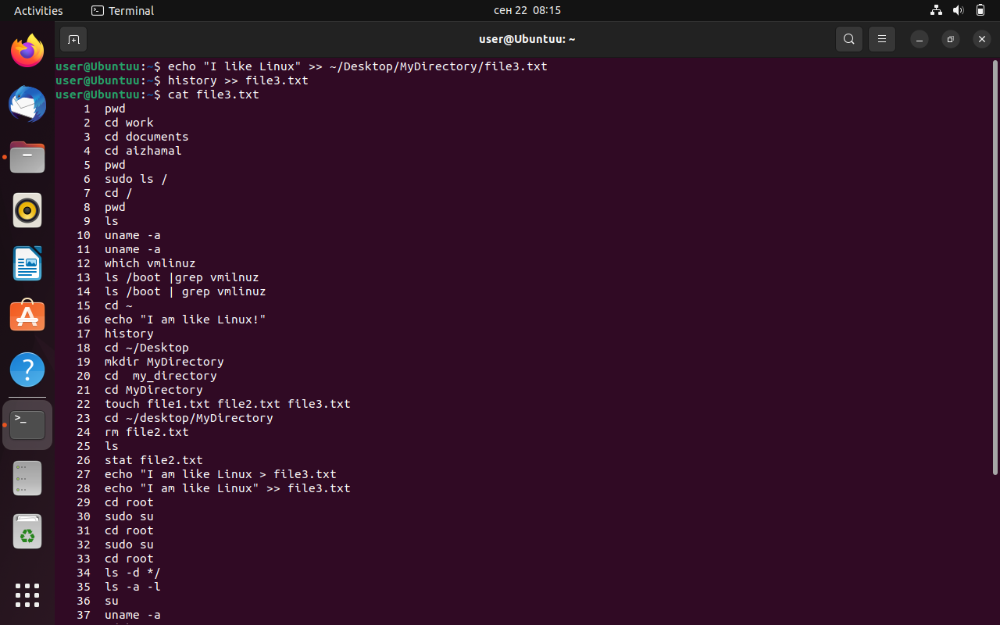 Activities
Terminal
сен 22 08:15
user@Ubuntuu: ~
user@Ubuntuu:~$ echo "I like Linux" >> ~/Desktop/MyDirectory/file3.txt
user@Ubuntuu:~$ history >> file3.txt
user@Ubuntuu:~$ cat file3.txt
1 pwd
2 cd work
3 cd documents
4 cd aizhamal
5 pwd
6 sudo ls /
7 cd /
8 pwd
9 ls
10 uname -a
11 uname -a
12 which vmlinuz
13 ls /boot |grep vmilnuz
14 ls /boot | grep vmlinuz
15 cd ~
16 echo "I am like Linux!"
17 history
18 cd ~/Desktop
19 mkdir MyDirectory
20 cd  my_directory
21 cd MyDirectory
22 touch file1.txt file2.txt file3.txt
23 cd ~/desktop/MyDirectory
24 rm file2.txt
25 ls
26 stat file2.txt
27 echo "I am like Linux > file3.txt
28 echo "I am like Linux" >> file3.txt
29 cd root
30 sudo su
31 cd root
32 sudo su
33 cd root
34 ls -d */
35 ls -a -l
36 su
37 uname -a